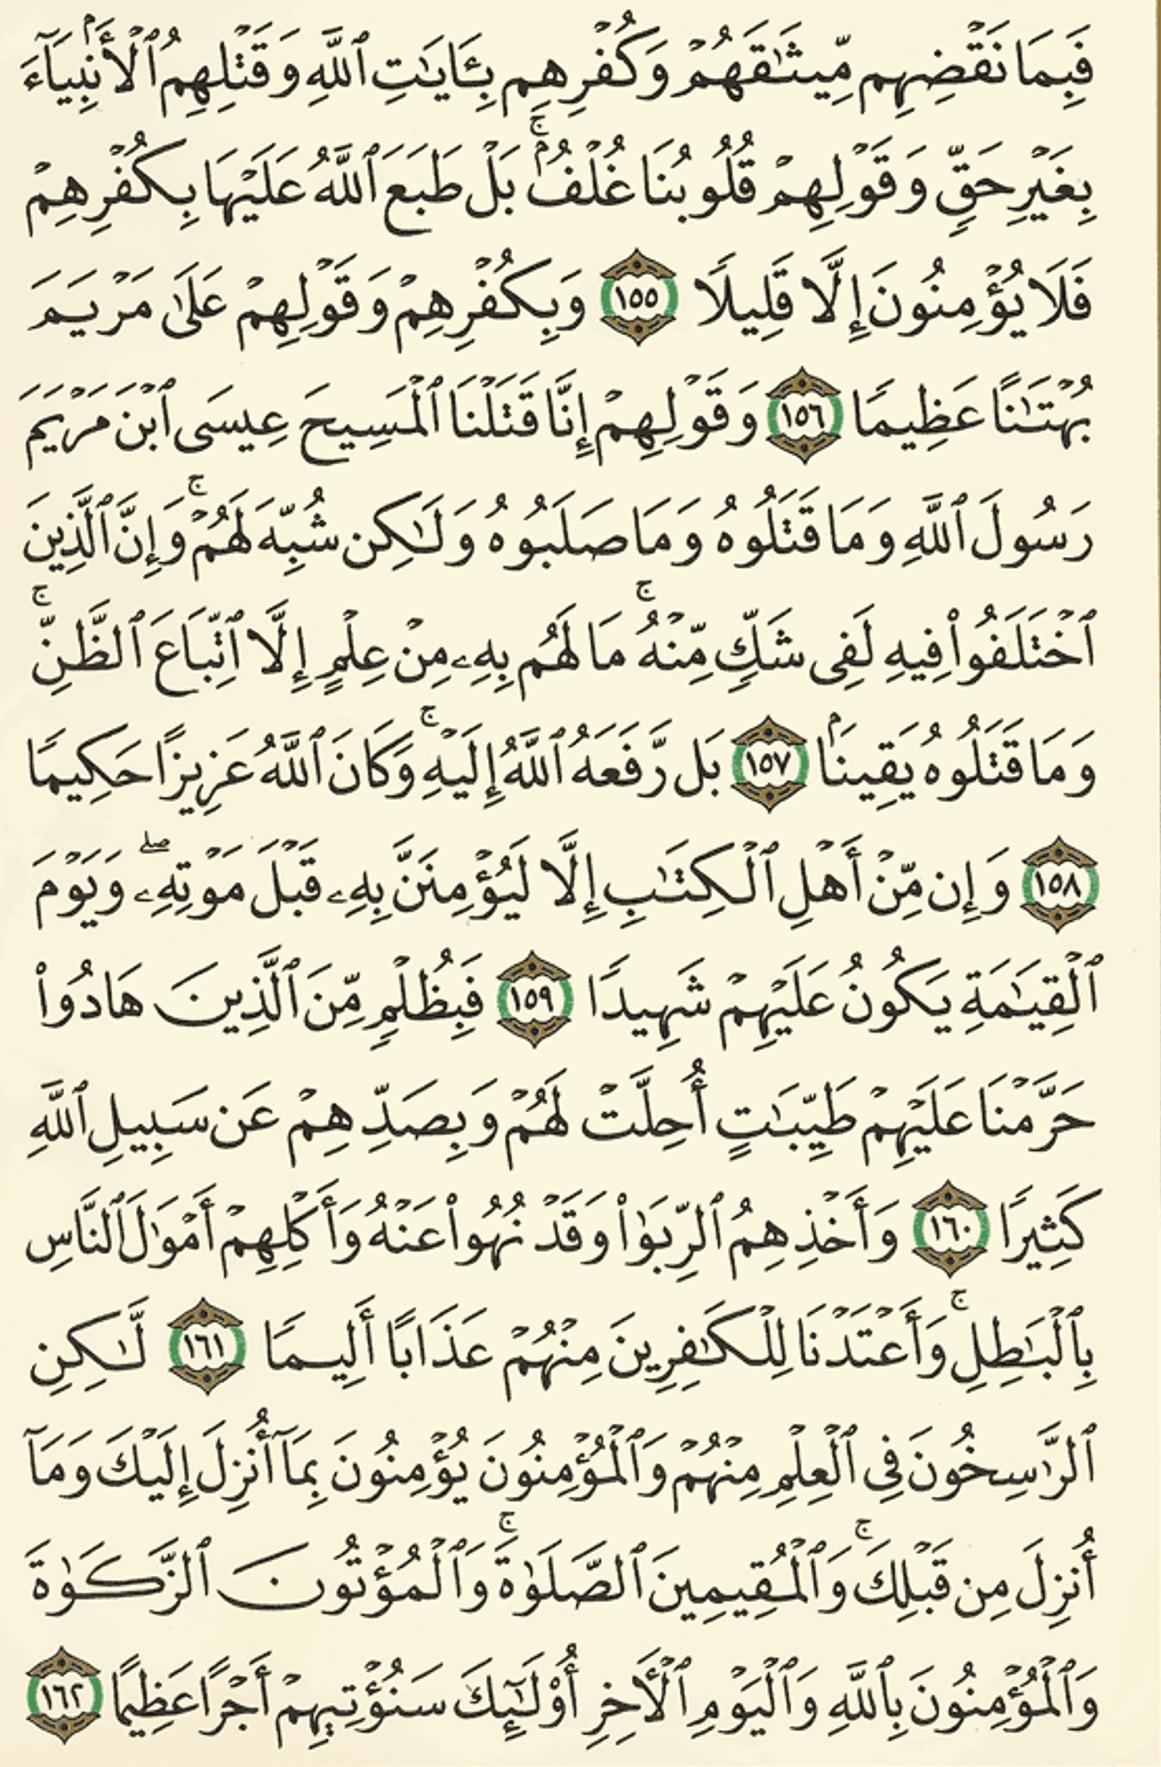 فَبِمَا نَقْضِهِم مِّيثَٰقَهُمْ وَكُفْرِهِم بِـَٔايَٰتِ ٱللَّهِ وَقَتْلِهِمُ ٱلْأَنۢبِيَآءَ
بِغَيْرِ حَقٍّ وَقَوْلِهِمْ قُلُوبُنَا غُلْفٌۢ ۚ بَلْ طَبَعَ ٱللَّهُ عَلَيْهَا بِكُفْرِهِمْ
فَلَا يُؤْمِنُونَ إِلَّا قَلِيلًا ١٥٥ وَبِكُفْرِهِمْ وَقَوْلِهِمْ عَلَىٰ مَرْيَمَ
بُهْتَٰنًا عَظِيمًا ١٥٦ وَقَوْلِهِمْ إِنَّا قَتَلْنَا ٱلْمَسِيحَ عِيسَى ٱبْنَ مَرْيَمَ
رَسُولَ ٱللَّهِ وَمَا قَتَلُوهُ وَمَا صَلَبُوهُ وَلَٰكِن شُبِّهَ لَهُمْ ۚ وَإِنَّ ٱلَّذِينَ
ٱخْتَلَفُوا۟ فِيهِ لَفِى شَكٍّ مِّنْهُ ۚ مَا لَهُم بِهِۦ مِنْ عِلْمٍ إِلَّا ٱتِّبَاعَ ٱلظَّنِّ ۚ
وَمَا قَتَلُوهُ يَقِينًۢا ١٥٧ بَل رَّفَعَهُ ٱللَّهُ إِلَيْهِ ۚ وَكَانَ ٱللَّهُ عَزِيزًا حَكِيمًا
١٥٨ وَإِن مِّنْ أَهْلِ ٱلْكِتَٰبِ إِلَّا لَيُؤْمِنَنَّ بِهِۦ قَبْلَ مَوْتِهِۦ ۖ وَيَوْمَ
ٱلْقِيَٰمَةِ يَكُونُ عَلَيْهِمْ شَهِيدًا ١٥٩ فَبِظُلْمٍ مِّنَ ٱلَّذِينَ هَادُوا۟
حَرَّمْنَا عَلَيْهِمْ طَيِّبَٰتٍ أُحِلَّتْ لَهُمْ وَبِصَدِّهِمْ عَن سَبِيلِ ٱللَّهِ
كَثِيرًا ١٦٠ وَأَخْذِهِمُ ٱلرِّبَوٰا۟ وَقَدْ نُهُوا۟ عَنْهُ وَأَكْلِهِمْ أَمْوَٰلَ ٱلنَّاسِ
بِٱلْبَٰطِلِ ۚ وَأَعْتَدْنَا لِلْكَٰفِرِينَ مِنْهُمْ عَذَابًا أَلِيمًا ١٦١ لَّٰكِنِ
ٱلرَّٰسِخُونَ فِى ٱلْعِلْمِ مِنْهُمْ وَٱلْمُؤْمِنُونَ يُؤْمِنُونَ بِمَآ أُنزِلَ إِلَيْكَ وَمَآ
أُنزِلَ مِن قَبْلِكَ ۚ وَٱلْمُقِيمِينَ ٱلصَّلَوٰةَ ۚ وَٱلْمُؤْتُونَ ٱلزَّكَوٰةَ
وَٱلْمُؤْمِنُونَ بِٱللَّهِ وَٱلْيَوْمِ ٱلْأَخِرِ أُو۟لَٰٓئِكَ سَنُؤْتِيهِمْ أَجْرًا عَظِيمًا ١٦٢